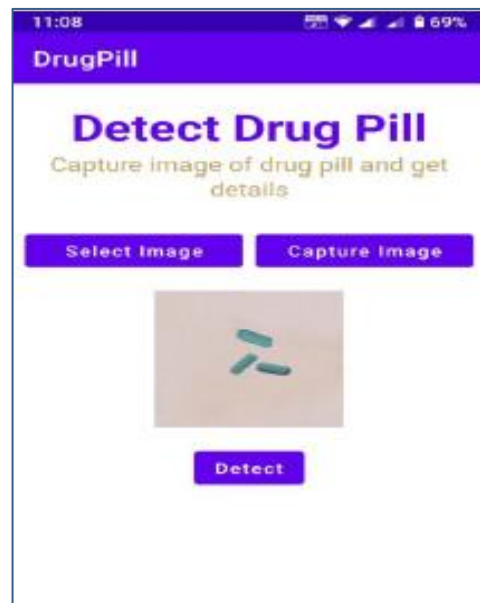 11:08 69%
DrugPill
Detect Drug Pill
Capture image of drug pill and get
details
Select Image Capture Image
Detect